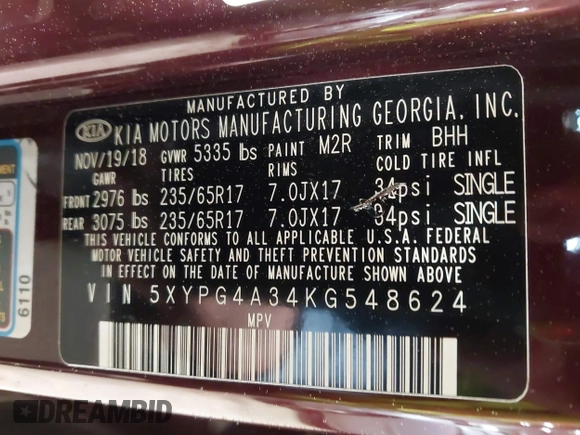 MANUFACTURED BY
KIA KIA MOTORS MANUFACTURING GEORGIA, INC.
NOV/19/18 GVWR 5335 lbs PAINT M2R TRIM BHH
GAWR TIRES RIMS COLD TIRE INFL
FRONT 2976 lbs 235/65R17 7.0JX17 34psi SINGLE
REAR 3075 lbs 235/65R17 7.0JX17 34psi SINGLE
THIS VEHICLE CONFORMS TO ALL APPLICABLE U.S.A. FEDERAL
MOTOR VEHICLE SAFETY AND THEFT PREVENTION STANDARDS
IN EFFECT ON THE DATE OF MANUFACTURE SHOWN ABOVE.
VIN 5XYPG4A34KG548624
MPV
6110
DREAMBID